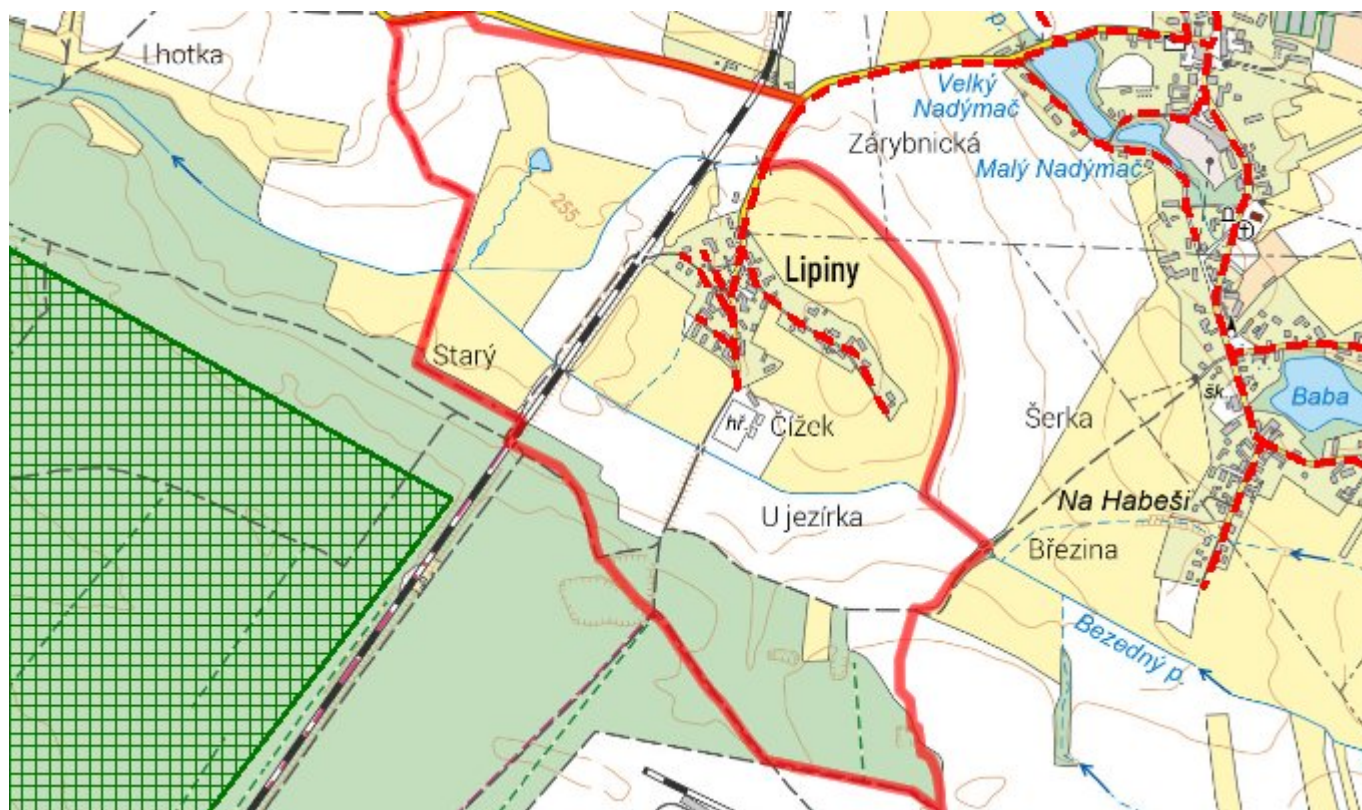 p.
Lhotka
Velký
Nadýmač
Zárybnická
Malý Nadýmač
255
Lipiny
Starý
šk.
Baba
hř.
Čížek
Šerka
Na Habeši
U jezírka
Březina
Bezedný p.